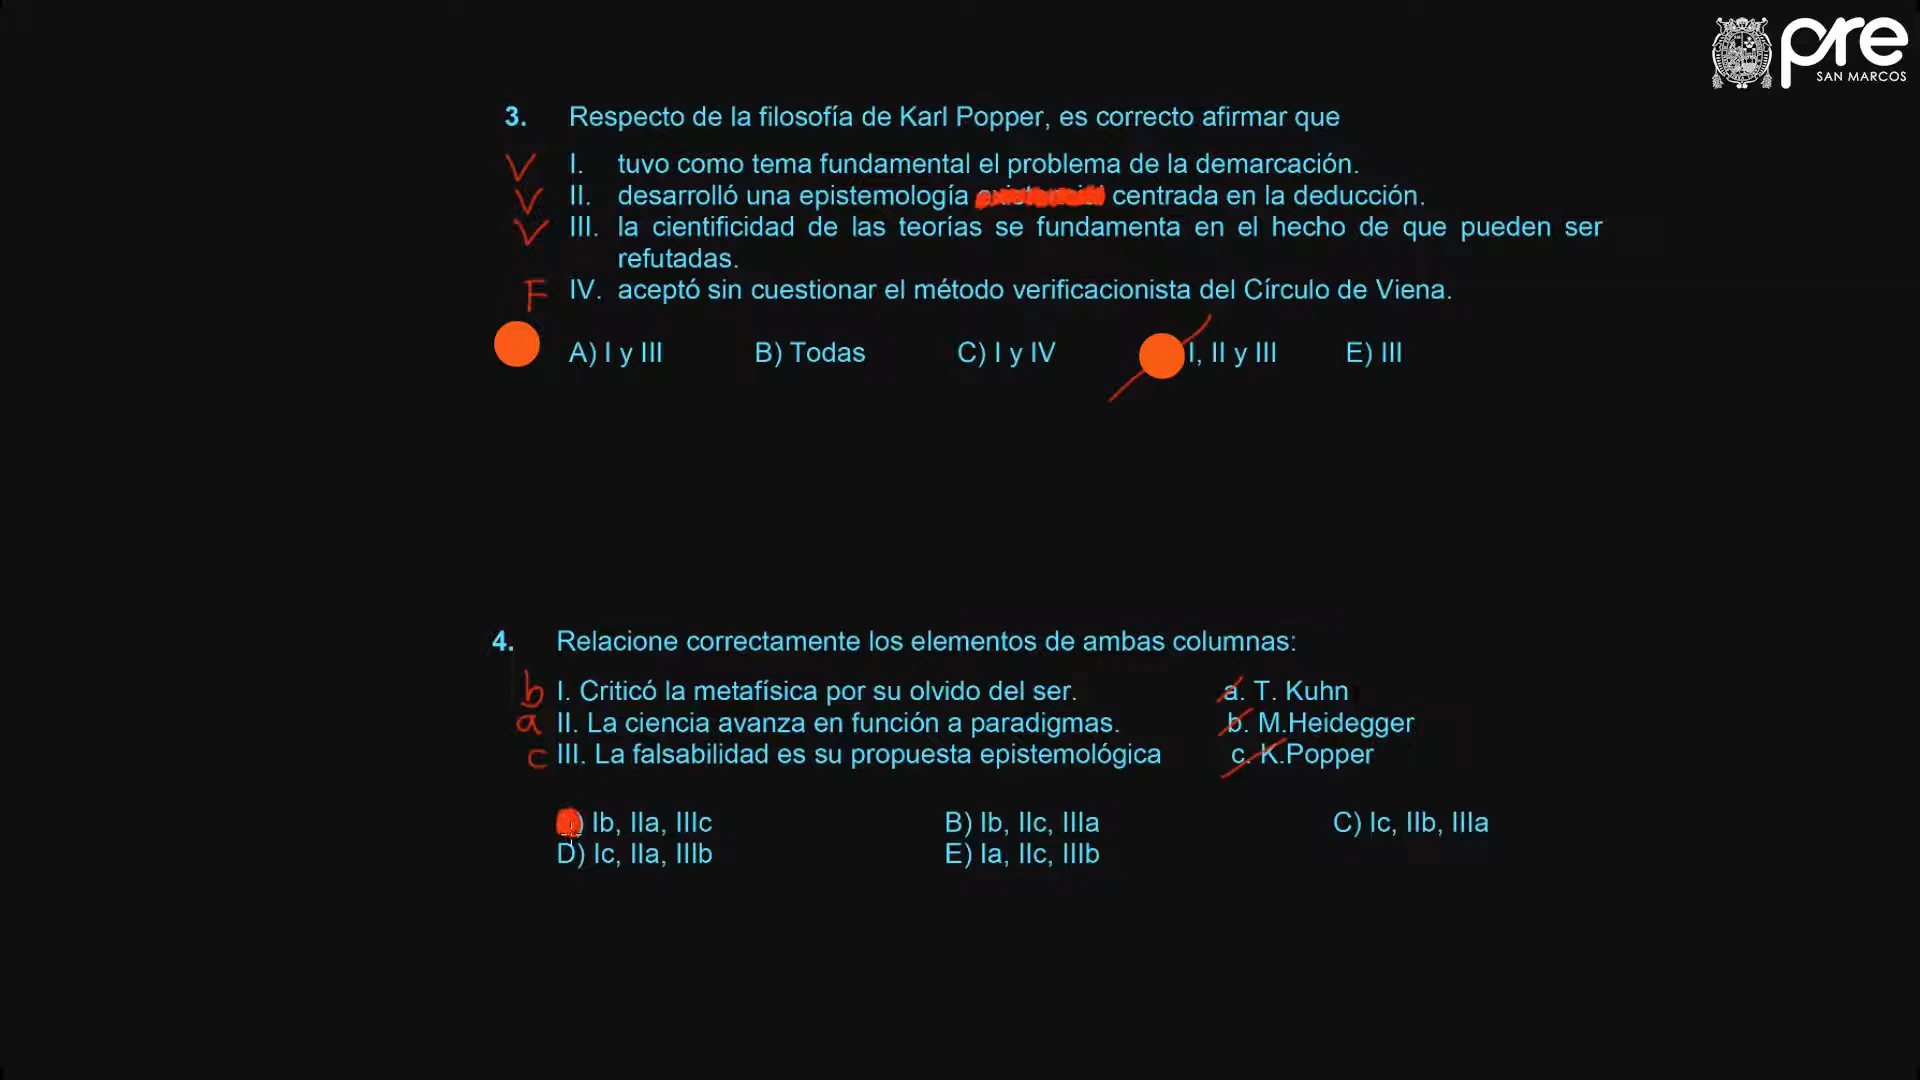 pre
SAN MARCOS
3. Respecto de la filosofía de Karl Popper, es correcto afirmar que
V I. tuvo como tema fundamental el problema de la demarcación.
V II. desarrolló una epistemología centrada en la deducción.
V III. la cientificidad de las teorías se fundamenta en el hecho de que pueden ser
refutadas.
F IV. aceptó sin cuestionar el método verificacionista del Círculo de Viena.
A) I y III B) Todas C) I y IV I, II y III E) III
4. Relacione correctamente los elementos de ambas columnas:
b I. Criticó la metafísica por su olvido del ser. a. T. Kuhn
a II. La ciencia avanza en función a paradigmas. b. M.Heidegger
c III. La falsabilidad es su propuesta epistemológica c. K.Popper
) Ib, IIa, IIIc B) Ib, IIc, IIIa C) Ic, IIb, IIIa
D) Ic, IIa, IIIb E) Ia, IIc, IIIb